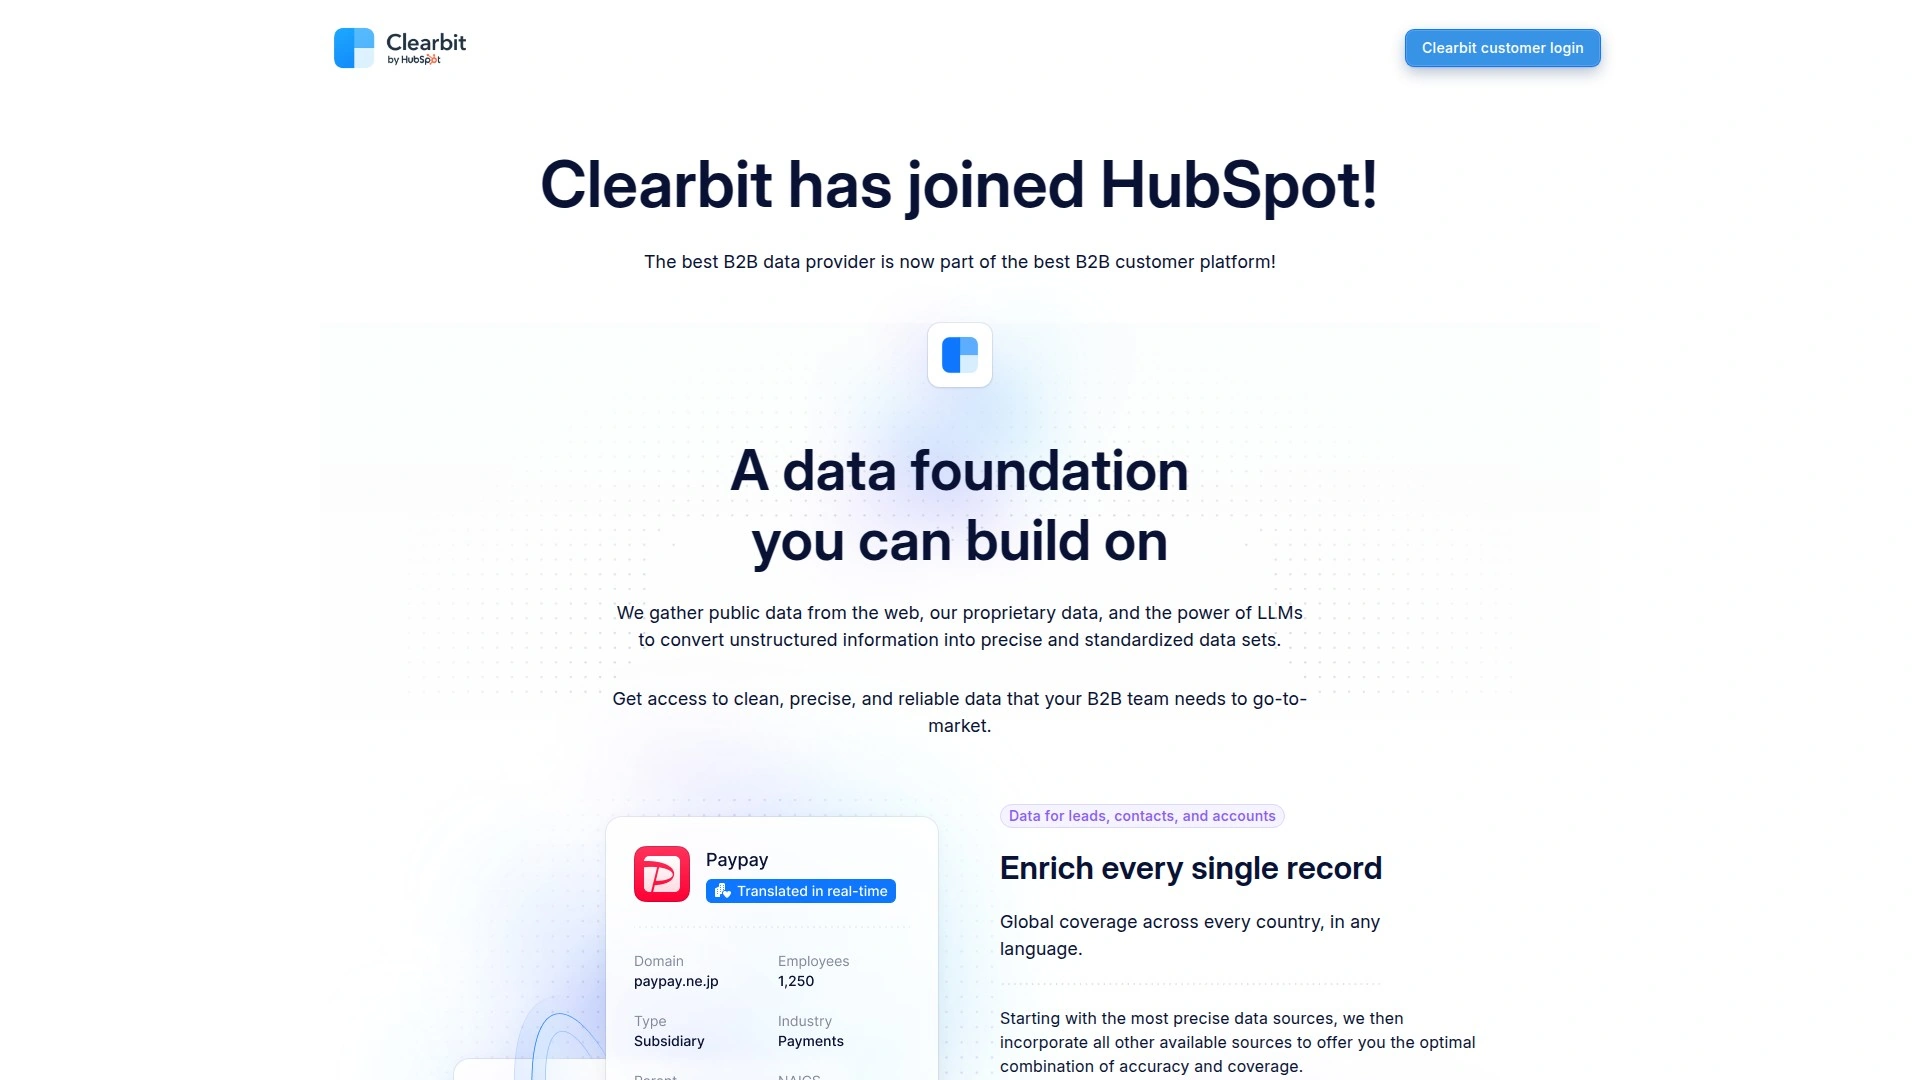 Clearbit
by HubSpot
Clearbit customer login
Clearbit has joined HubSpot!
The best B2B data provider is now part of the best B2B customer platform!
A data foundation
you can build on
We gather public data from the web, our proprietary data, and the power of LLMs
to convert unstructured information into precise and standardized data sets.
Get access to clean, precise, and reliable data that your B2B team needs to go-to-
market.
Paypay
Translated in real-time
Domain
paypay.ne.jp
Employees
1,250
Type
Subsidiary
Industry
Payments
Parent
NAICS
Data for leads, contacts, and accounts
Enrich every single record
Global coverage across every country, in any
language.
Starting with the most precise data sources, we then
incorporate all other available sources to offer you the optimal
combination of accuracy and coverage.